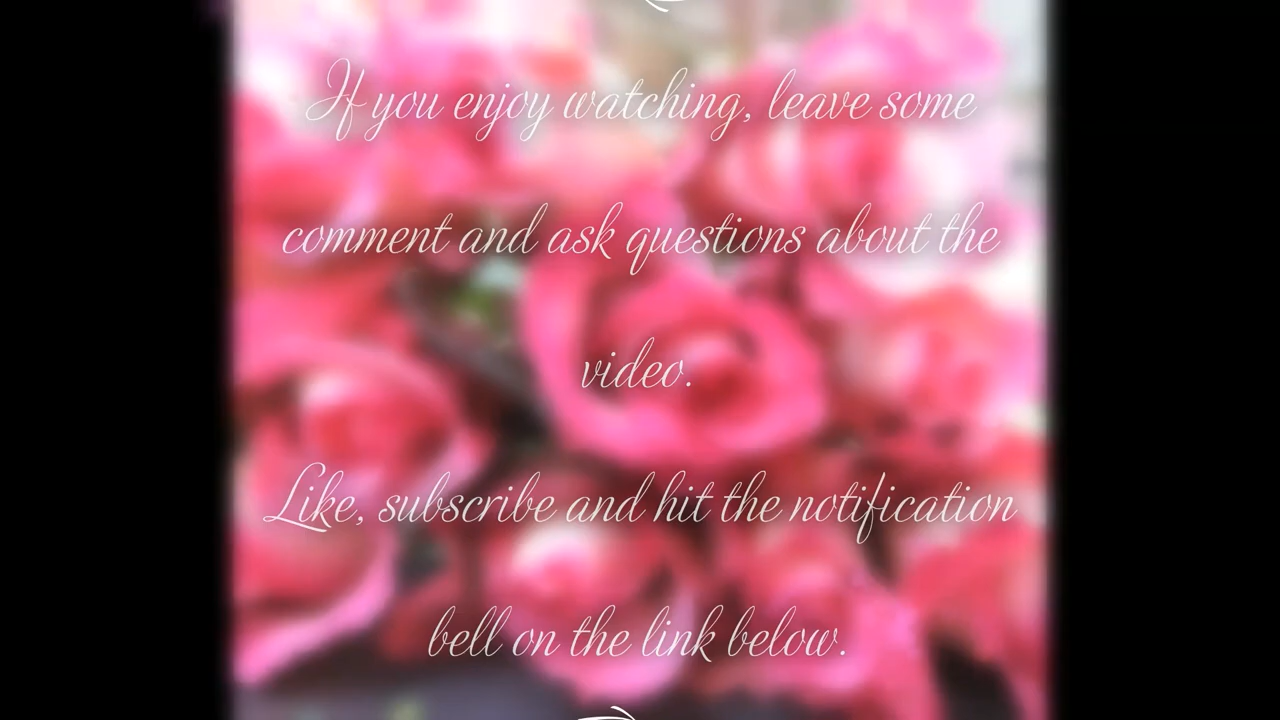 If you enjoy watching, leave some
comment and ask questions about the
video.
Like, subscribe and hit the notification
bell on the link below.